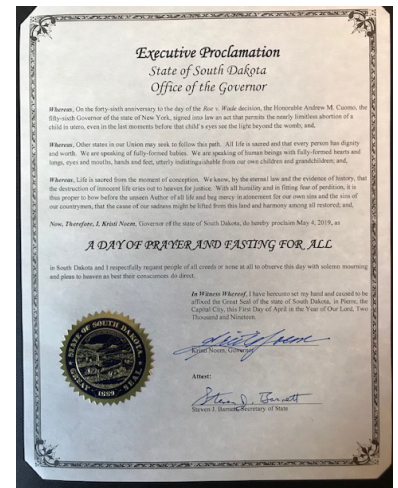 Executive Proclamation
State of South Dakota
Office of the Governor
Whereas, On the forty-sixth anniversary to the day of the Roe v. Wade decision, the Honorable Andrew M. Cuomo, the
fifty-sixth Governor of the state of New York, signed into law an act that permits the nearly limitless abortion of a
child in utero, even in the last moments before that child's eyes see the light beyond the womb; and,
Whereas, Other states in our Union may seek to follow this path. All life is sacred and that every person has dignity
and worth. We are speaking of fully-formed babies. We are speaking of human beings with fully-formed hearts and
lungs, eyes and mouths, hands and feet, utterly indistinguishable from our own children and grandchildren; and,
Whereas, Life is sacred from the moment of conception. We know, by the eternal law and the evidence of history, that
the destruction of innocent life cries out to heaven for justice. With all humility and in fitting fear of perdition, it is
thus proper to bow before the unseen Author of all life and beg mercy in atonement for our own sins and the sins of
our countrymen, that the cause of our sadness might be lifted from this land and harmony among all restored; and,
Now, Therefore, I, Kristi Noem, Governor of the state of South Dakota, do hereby proclaim May 4, 2019, as
A DAY OF PRAYER AND FASTING FOR ALL
in South Dakota and I respectfully request people of all creeds or none at all to observe this day with solemn mourning
and pleas to heaven as best their consciences do direct.
In Witness Whereof, I have hereunto set my hand and caused to be
affixed the Great Seal of the state of South Dakota, in Pierre, the
Capital City, this First Day of April in the Year of Our Lord, Two
Thousand and Nineteen.
Kristi Noem, Governor
Attest:
Steven J. Barnett
Steven J. Barnett, Secretary of State
STATE OF SOUTH DAKOTA
GREAT SEAL
1889